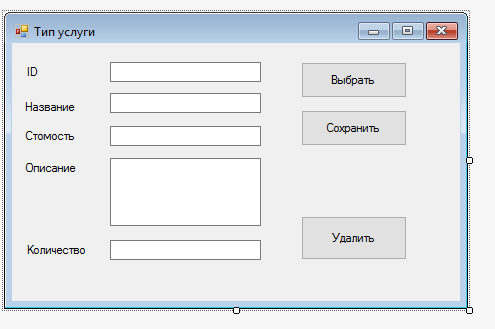 Тип услуги
ID
Выбрать
Название
Сохранить
Стомость
Описание
Удалить
Количество